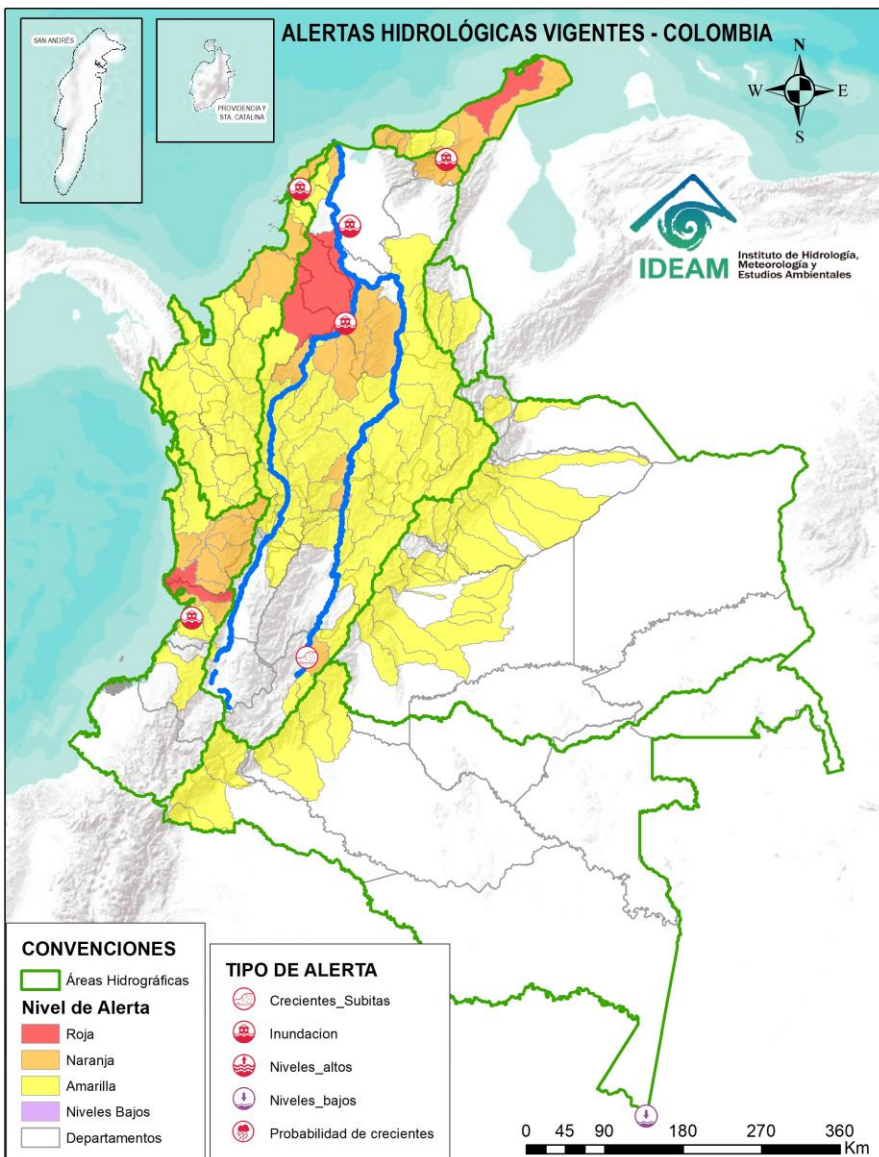 ALERTAS HIDROLÓGICAS VIGENTES - COLOMBIA
SAN ANDRÉS
PROVIDENCIA Y
STA. CATALINA
N
W
E
S
IDEAM
Instituto de Hidrología,
Meteorología y
Estudios Ambientales
CONVENCIONES
Áreas Hidrográficas
Nivel de Alerta
Roja
Naranja
Amarilla
Niveles Bajos
Departamentos
TIPO DE ALERTA
Crecientes_Subitas
Inundacion
Niveles_altos
Niveles_bajos
Probabilidad de crecientes
0 45 90 180 270 360
Km